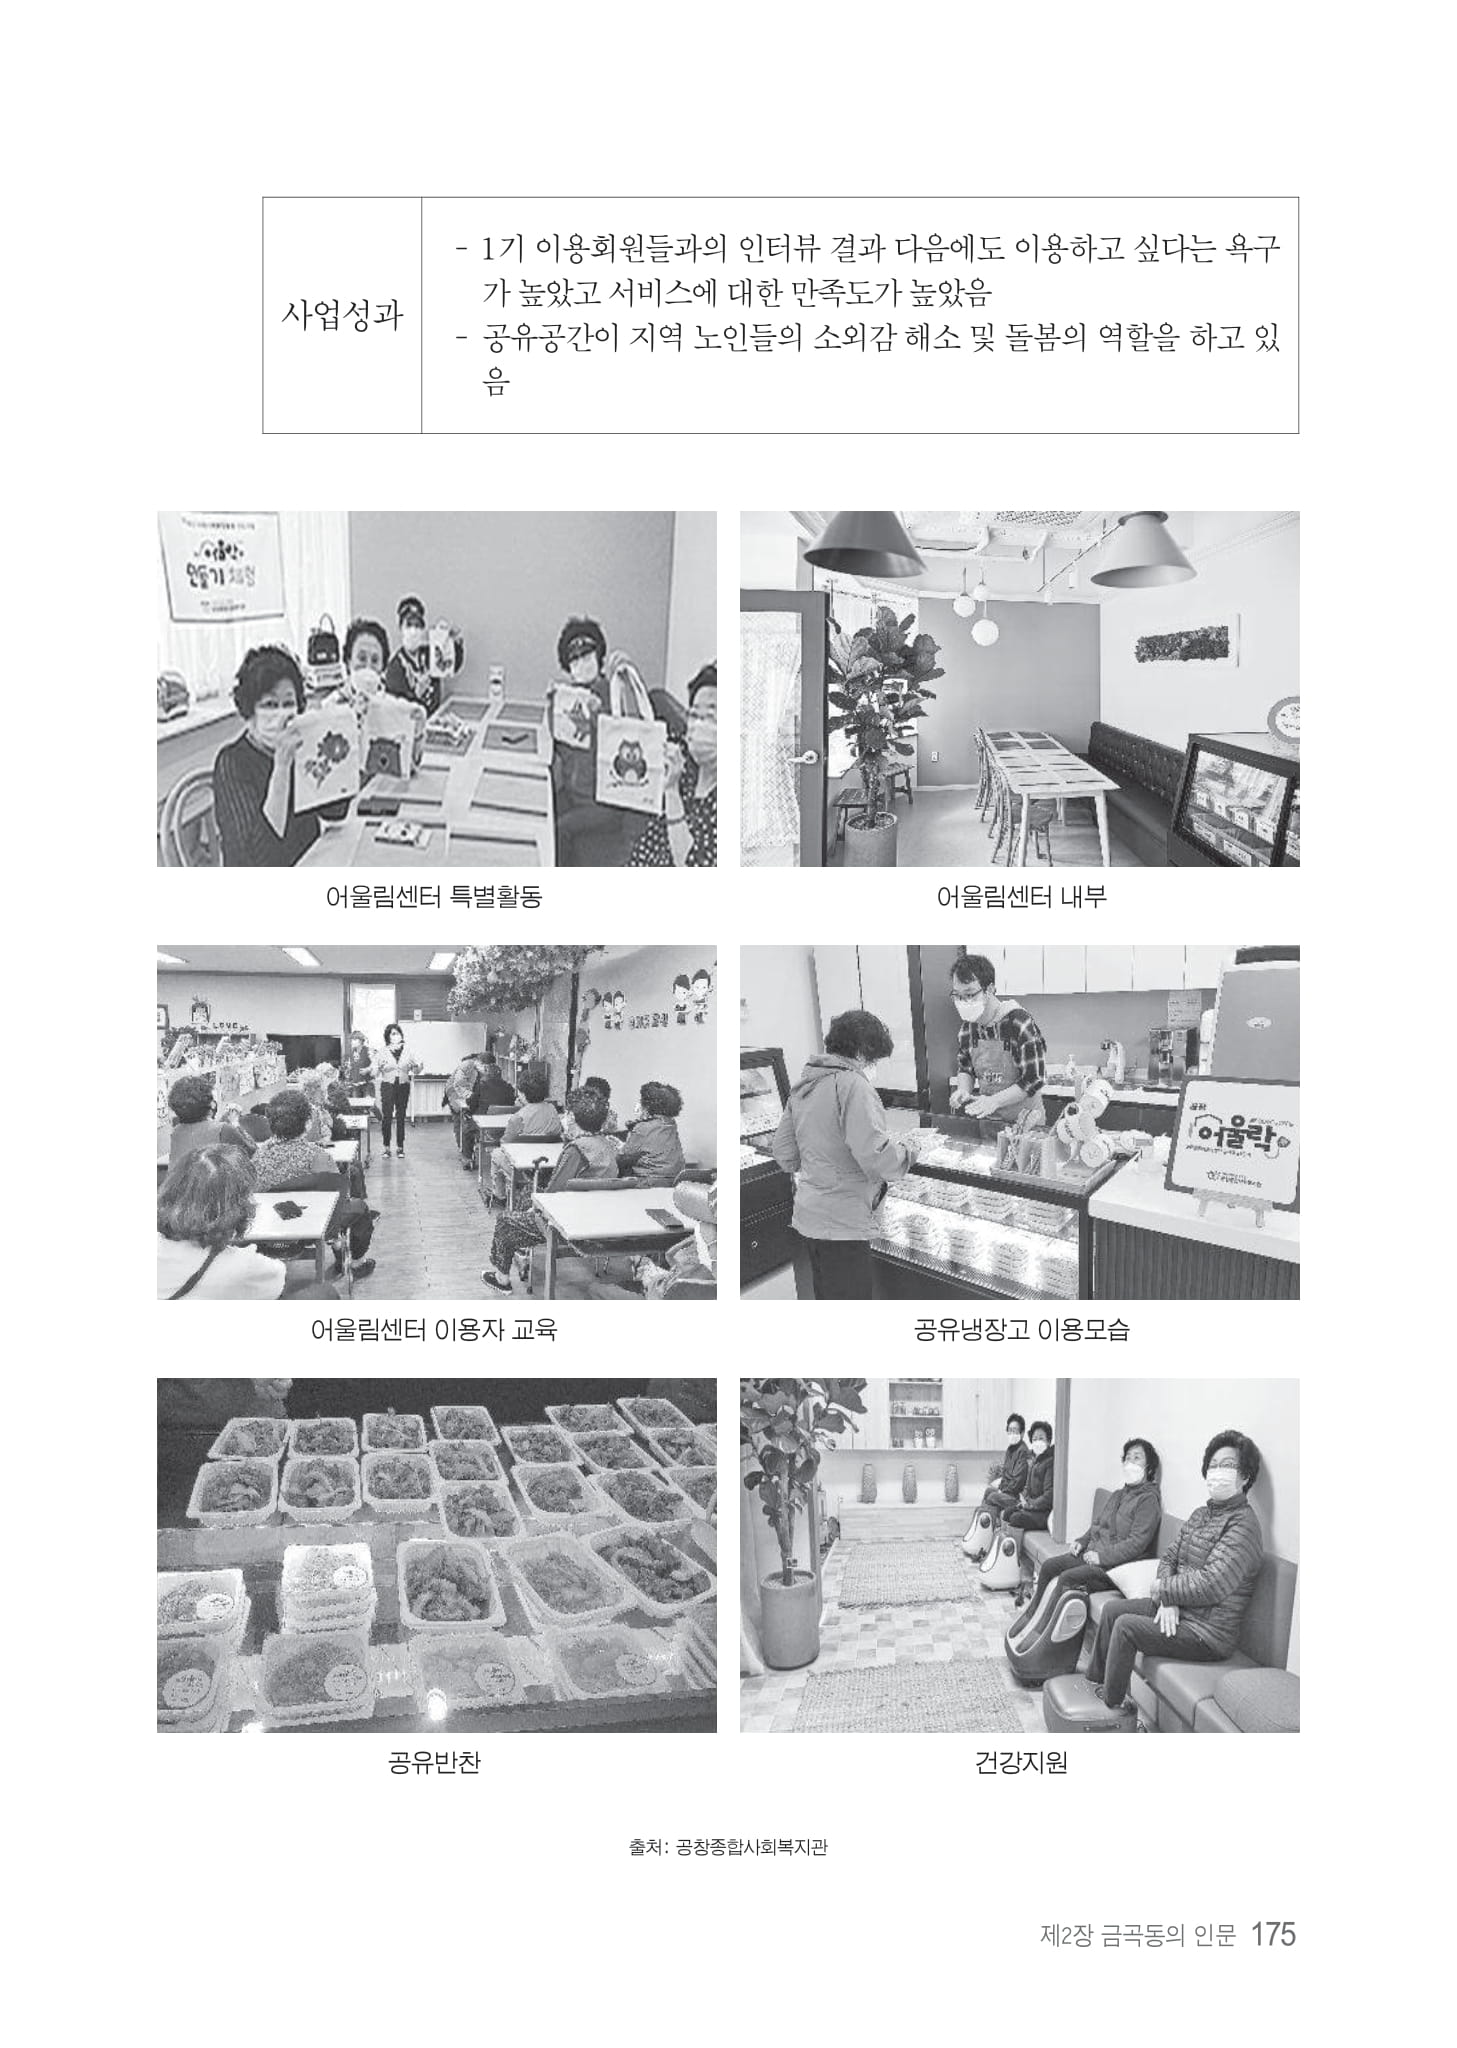 사업성과
- 1기 이용회원들과의 인터뷰 결과 다음에도 이용하고 싶다는 욕구
가 높았고 서비스에 대한 만족도가 높았음
- 공유공간이 지역 노인들의 소외감 해소 및 돌봄의 역할을 하고 있
음
어울락
만들기 체험
어울림센터 특별활동
어울림센터 내부
LOVE
어울락
어울림센터 이용자 교육
공유냉장고 이용모습
공유반찬
건강지원
출처: 공창종합사회복지관
제2장 금곡동의 인문 175